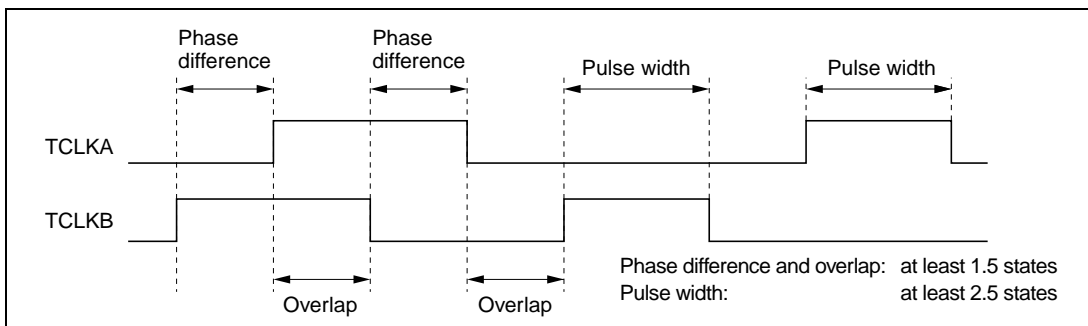 Phase
difference
Phase
difference
Pulse width
Pulse width
TCLKA
TCLKB
Overlap
Overlap
Phase difference and overlap: at least 1.5 states
Pulse width: at least 2.5 states